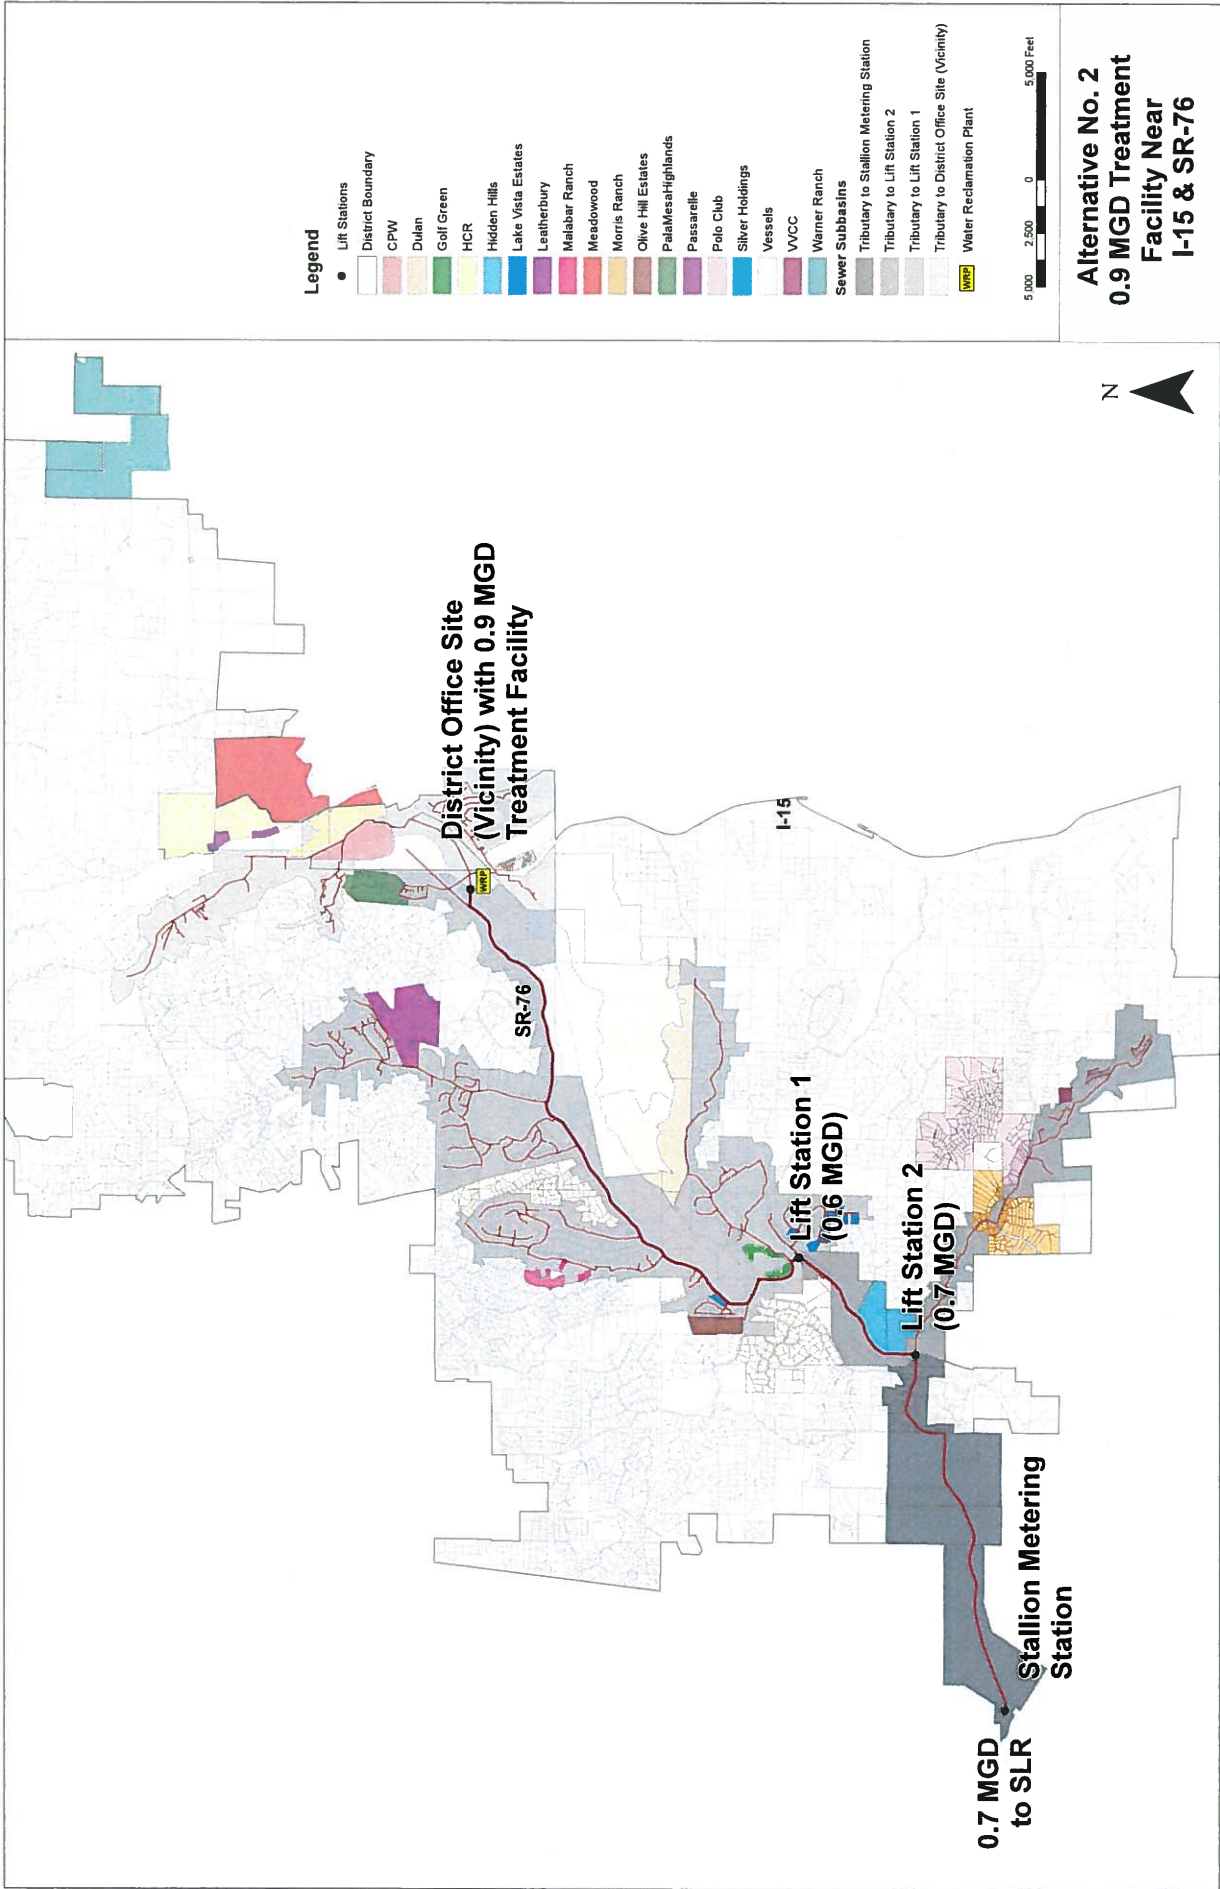 Legend
Lift Stations
District Boundary
CPW
Dulan
Golf Green
HCR
Hidden Hills
Lake Vista Estates
Leatherbury
Malabar Ranch
Meadowood
Morris Ranch
Olive Hill Estates
PalaMesaHighlands
Passarelle
Polo Club
Silver Holdings
Vessels
VVCC
Warner Ranch
Sewer Subbasins
Tributary to Stallion Metering Station
Tributary to Lift Station 2
Tributary to Lift Station 1
Tributary to District Office Site (Vicinity)
WRP Water Reclamation Plant
5,000 2,500 0 5,000 Feet
Alternative No. 2
0.9 MGD Treatment
Facility Near
I-15 & SR-76
N
District Office Site
(Vicinity) with 0.9 MGD
Treatment Facility
WRP
SR-76
I-15
Lift Station 1
(0.6 MGD)
Lift Station 2
(0.7 MGD)
Stallion Metering
Station
0.7 MGD
to SLR